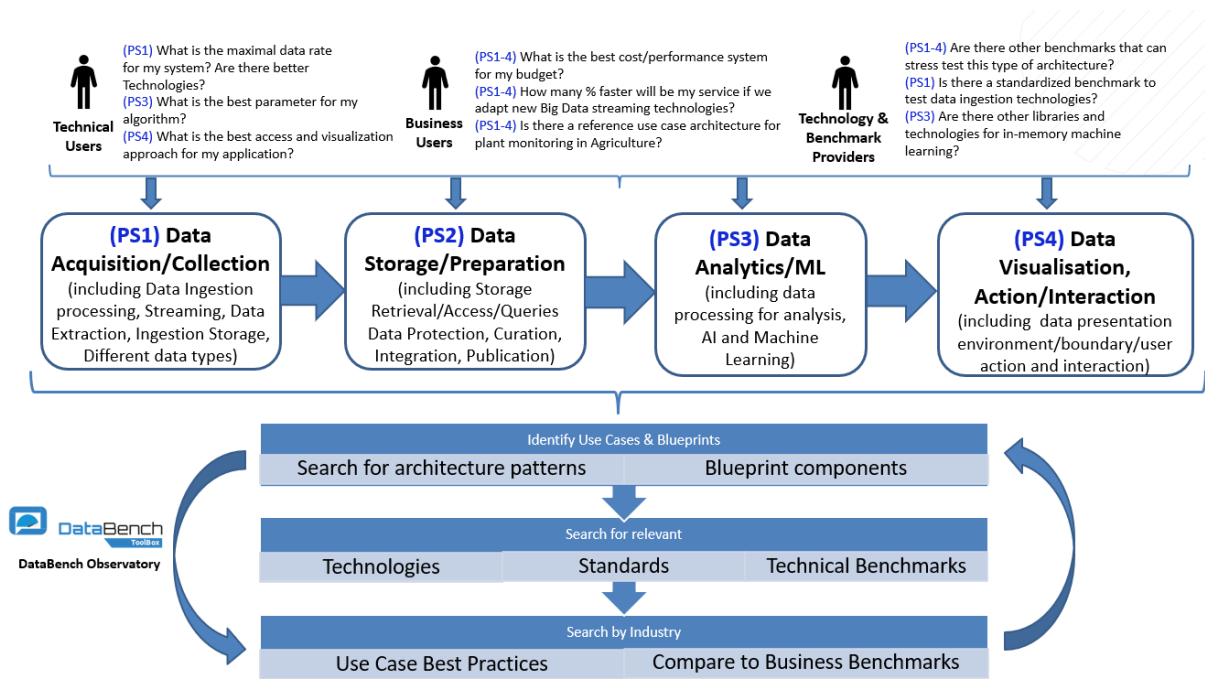 (PS1) What is the maximal data rate
for my system? Are there better
Technologies?
(PS3) What is the best parameter for my
algorithm?
(PS4) What is the best access and visualization
approach for my application?
Technical
Users
(PS1-4) What is the best cost/performance system
for my budget?
(PS1-4) How many % faster will be my service if we
adapt new Big Data streaming technologies?
(PS1-4) Is there a reference use case architecture for
plant monitoring in Agriculture?
Business
Users
(PS1-4) Are there other benchmarks that can
stress test this type of architecture?
(PS1) Is there a standardized benchmark to
test data ingestion technologies?
(PS3) Are there other libraries and
technologies for in-memory machine
learning?
Technology &
Benchmark
Providers
(PS1) Data
Acquisition/Collection
(including Data Ingestion
processing, Streaming, Data
Extraction, Ingestion Storage,
Different data types)
(PS2) Data
Storage/Preparation
(including Storage
Retrieval/Access/Queries
Data Protection, Curation,
Integration, Publication)
(PS3) Data
Analytics/ML
(including data
processing for analysis,
AI and Machine
Learning)
(PS4) Data
Visualisation,
Action/Interaction
(including data presentation
environment/boundary/user
action and interaction)
Identify Use Cases & Blueprints
Search for architecture patterns
Blueprint components
Search for relevant
Technologies
Standards
Technical Benchmarks
Search by Industry
Use Case Best Practices
Compare to Business Benchmarks
DataBench
ToolBox
DataBench Observatory